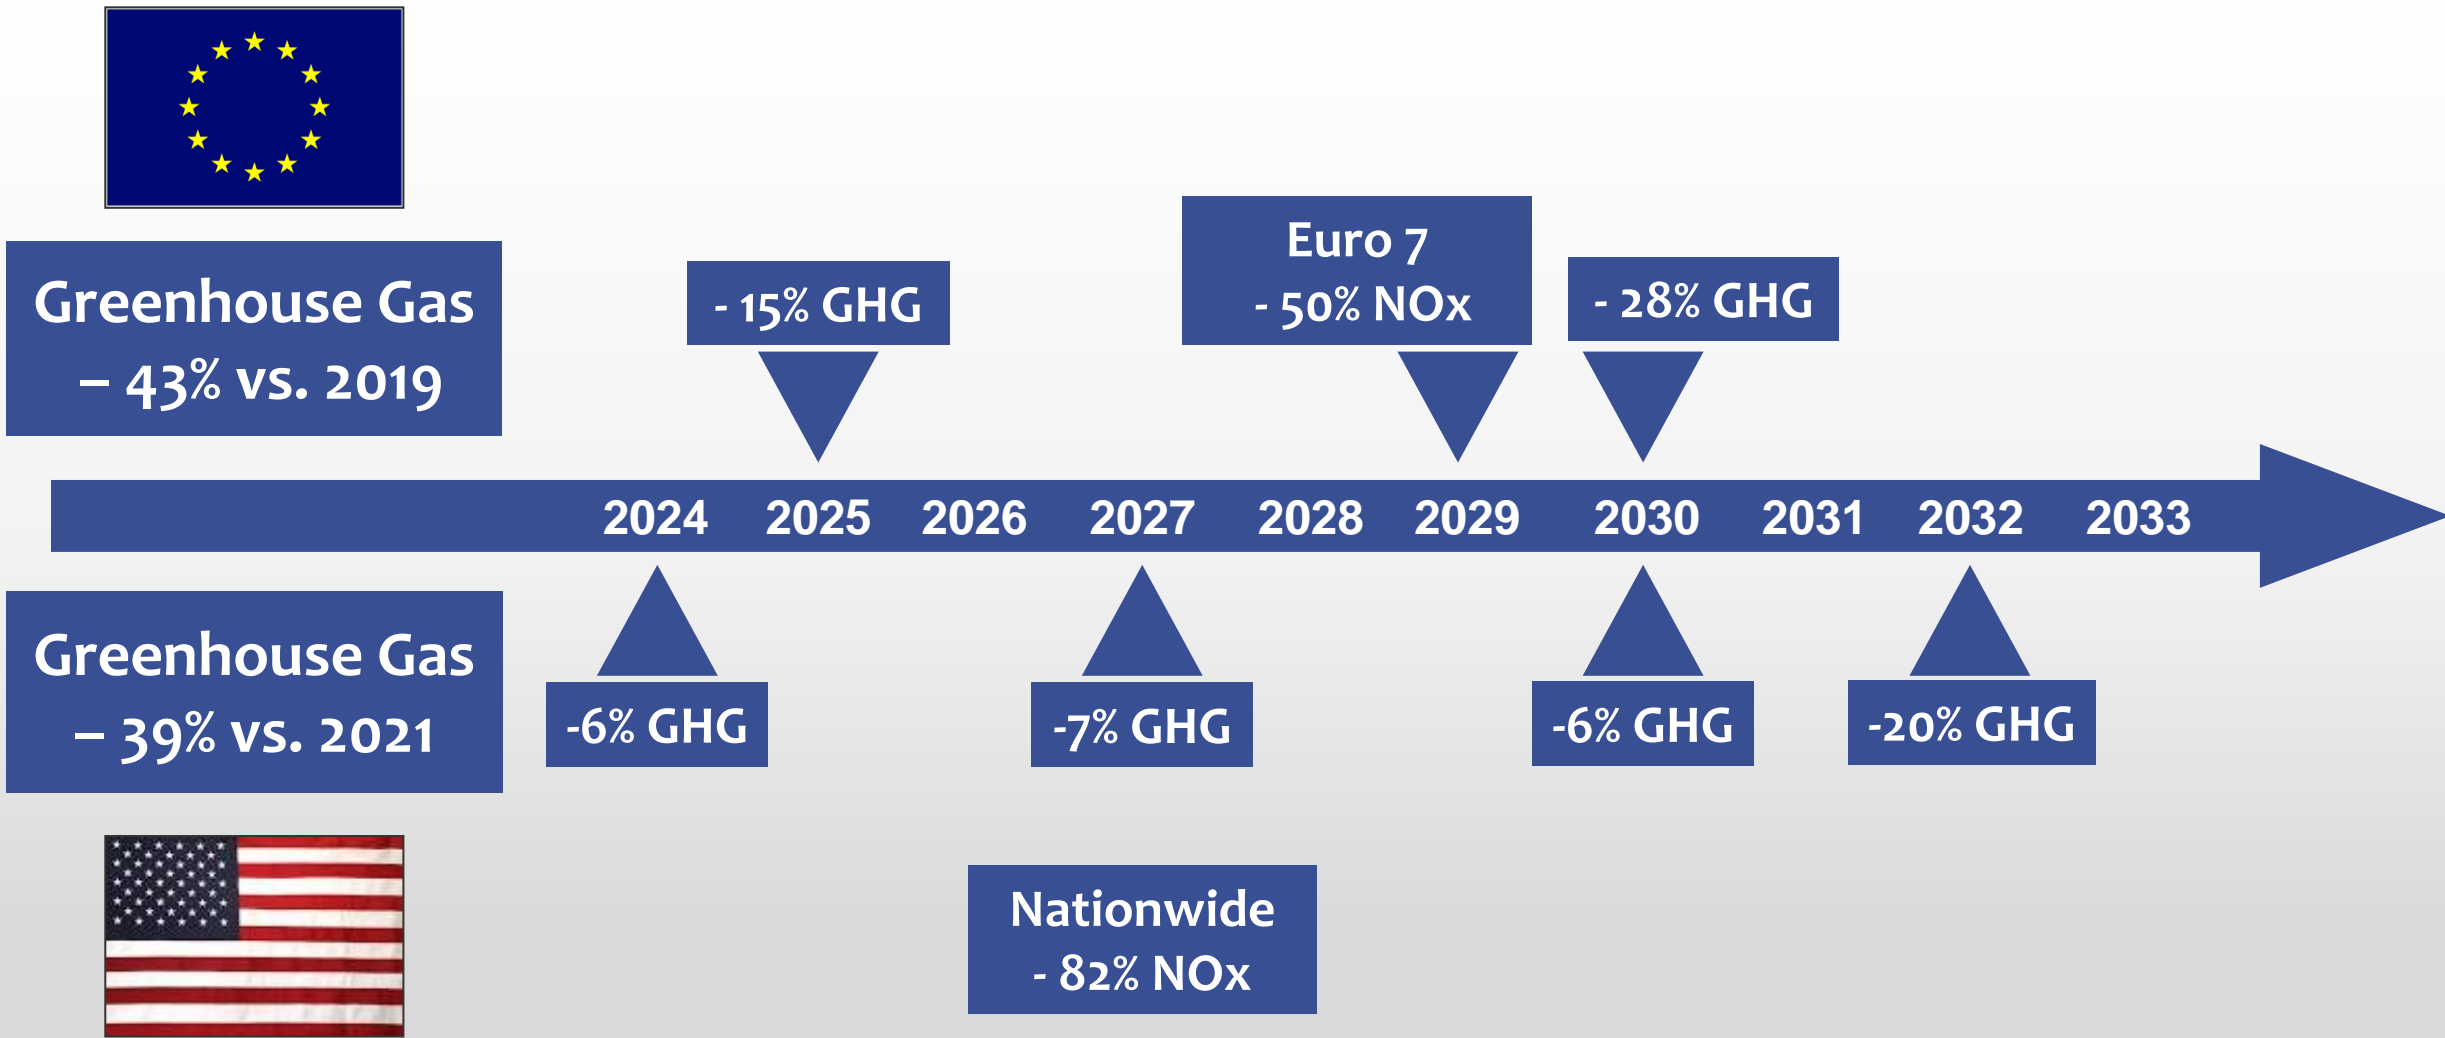 Greenhouse Gas
– 43% vs. 2019
- 15% GHG
Euro 7
- 50% NOx
- 28% GHG
2024 2025 2026 2027 2028 2029 2030 2031 2032 2033
Greenhouse Gas
– 39% vs. 2021
-6% GHG
-7% GHG
-6% GHG
-20% GHG
Nationwide
- 82% NOx